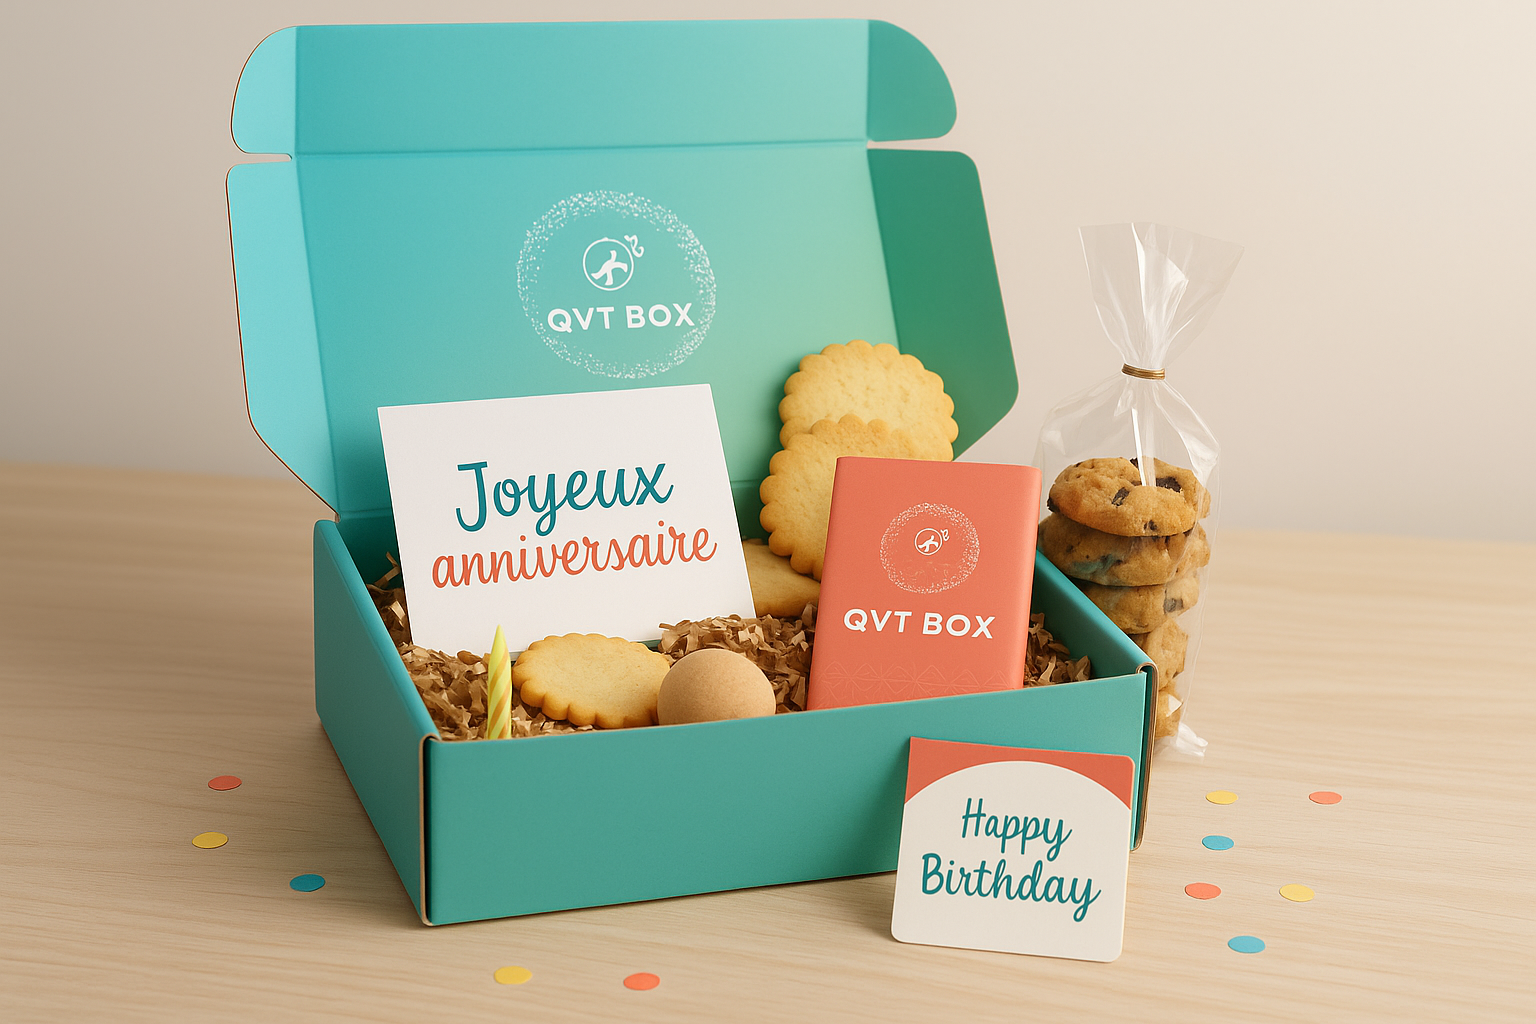 QVT BOX
Joyeux
anniversaire
QVT BOX
Happy
Birthday